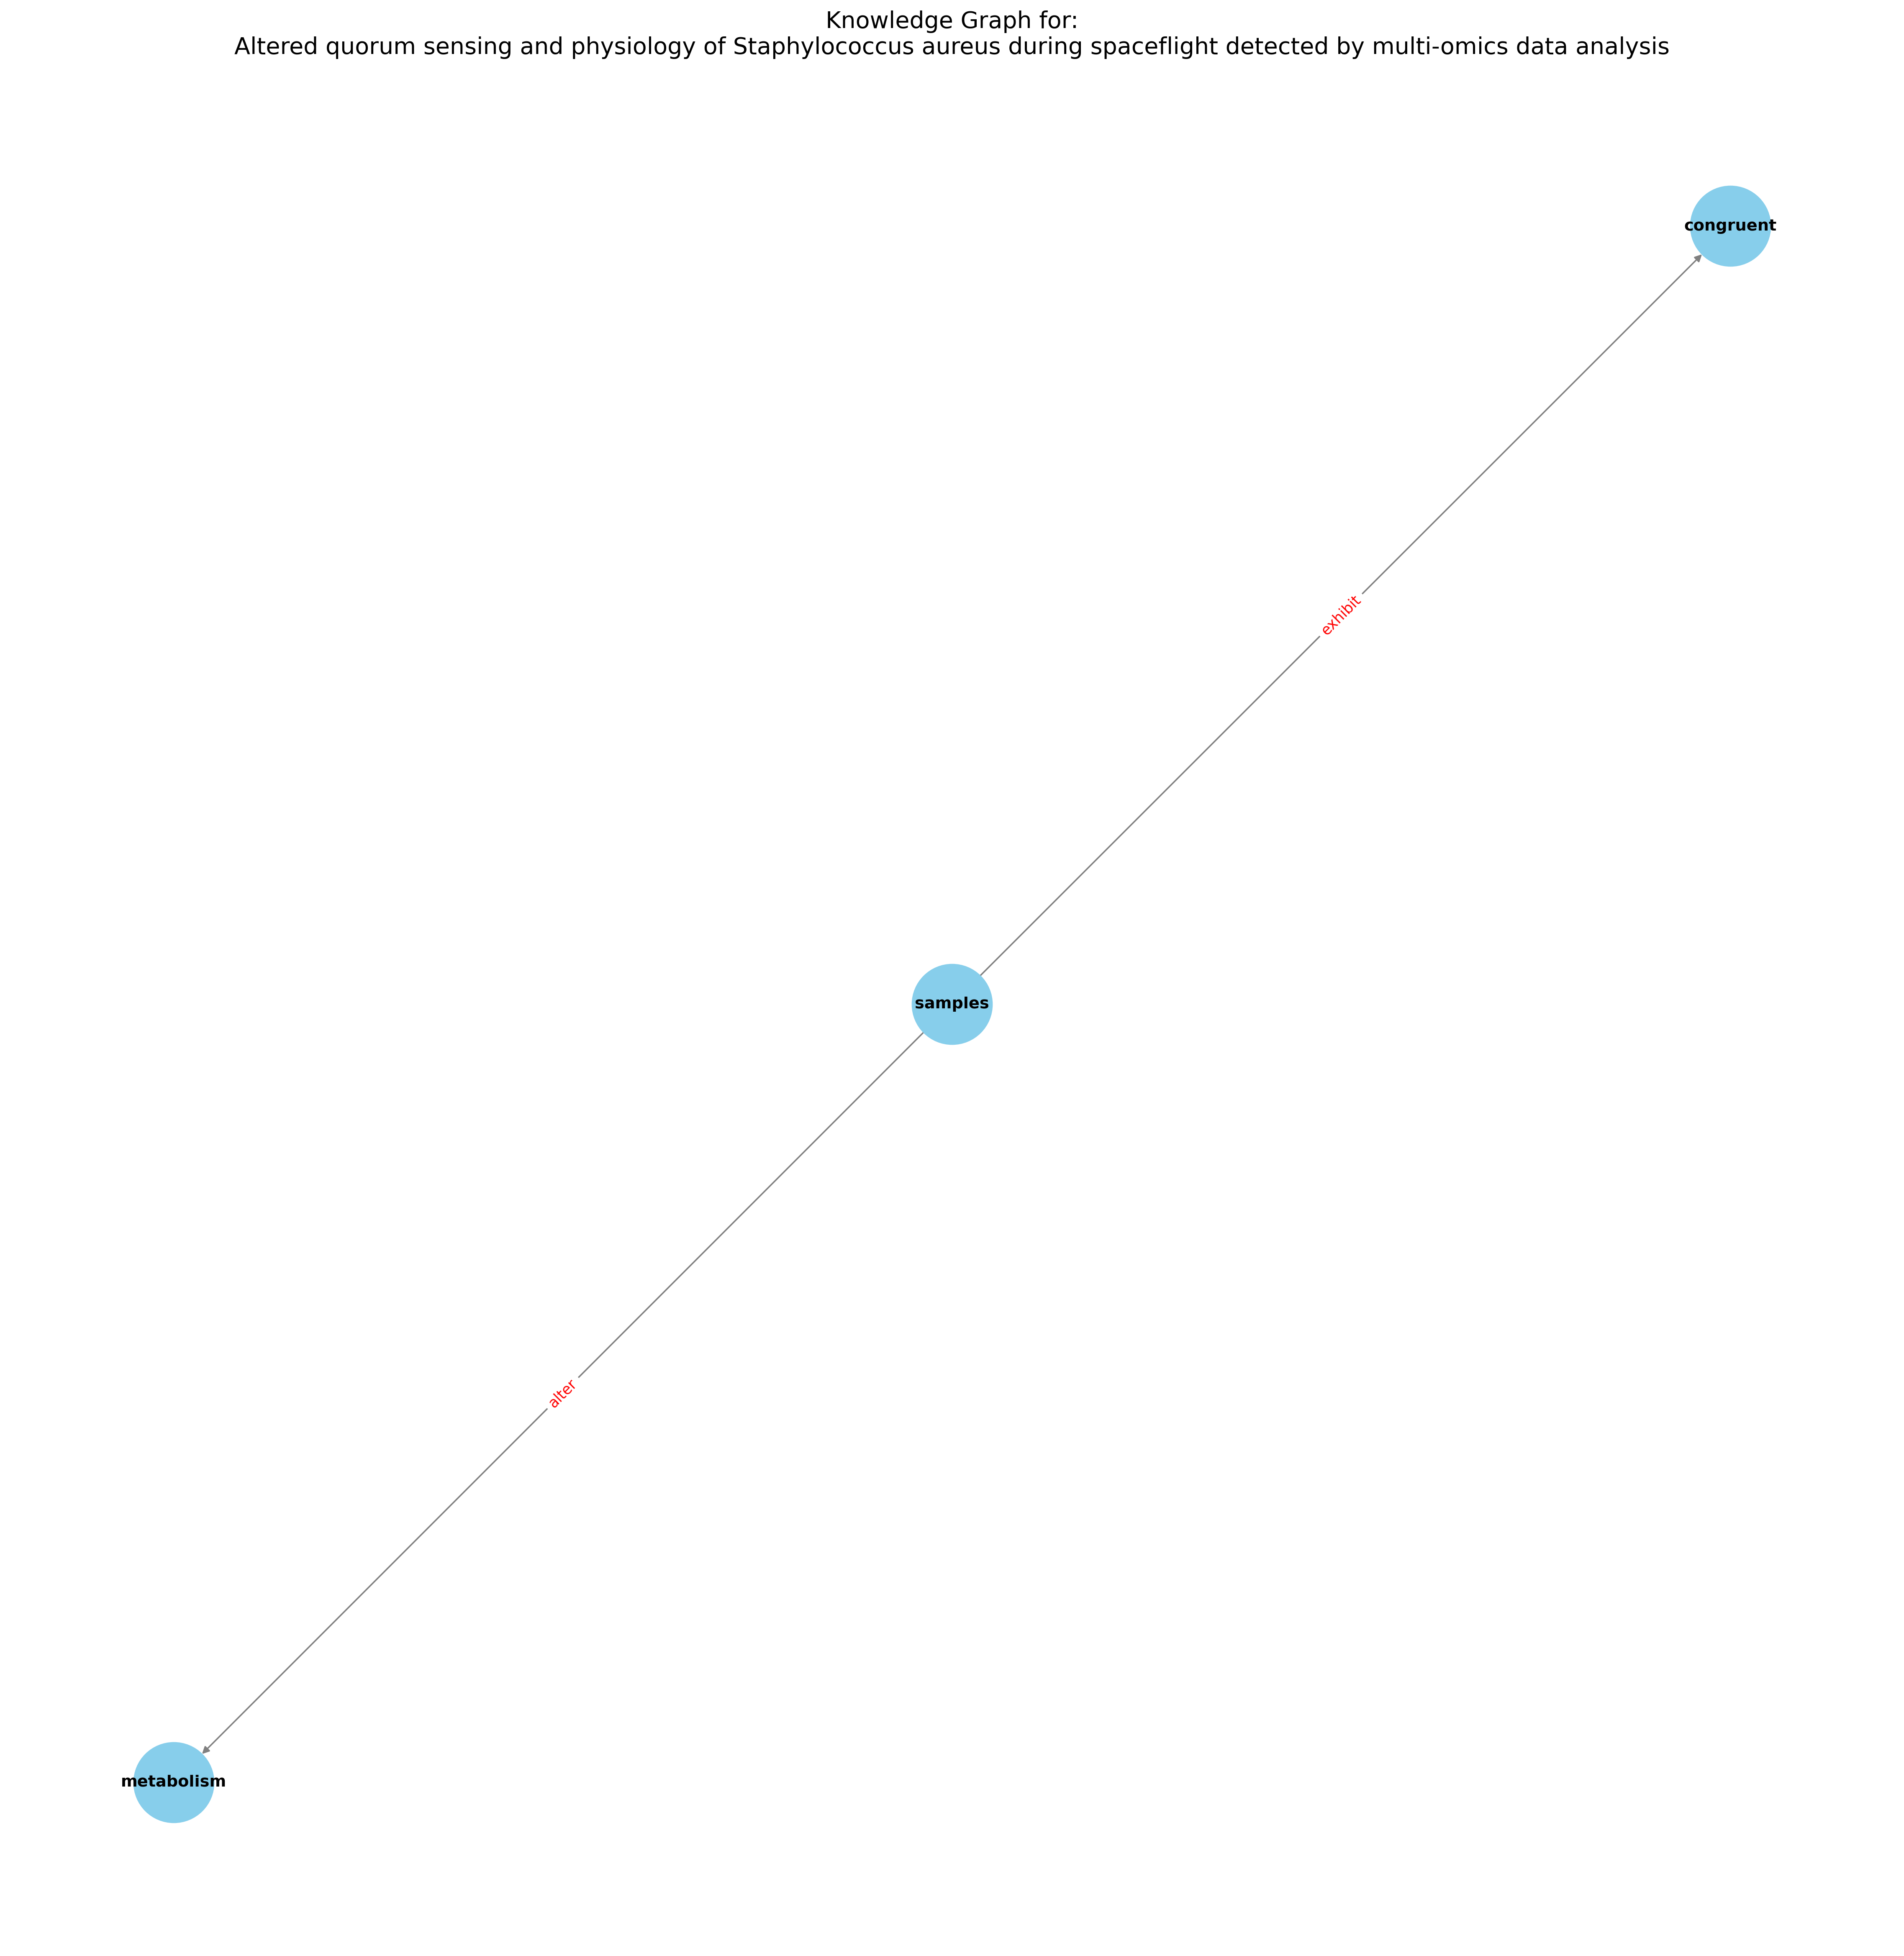 Knowledge Graph for:
Altered quorum sensing and physiology of Staphylococcus aureus during spaceflight detected by multi-omics data analysis
congruent
exhibit
samples
alter
metabolism